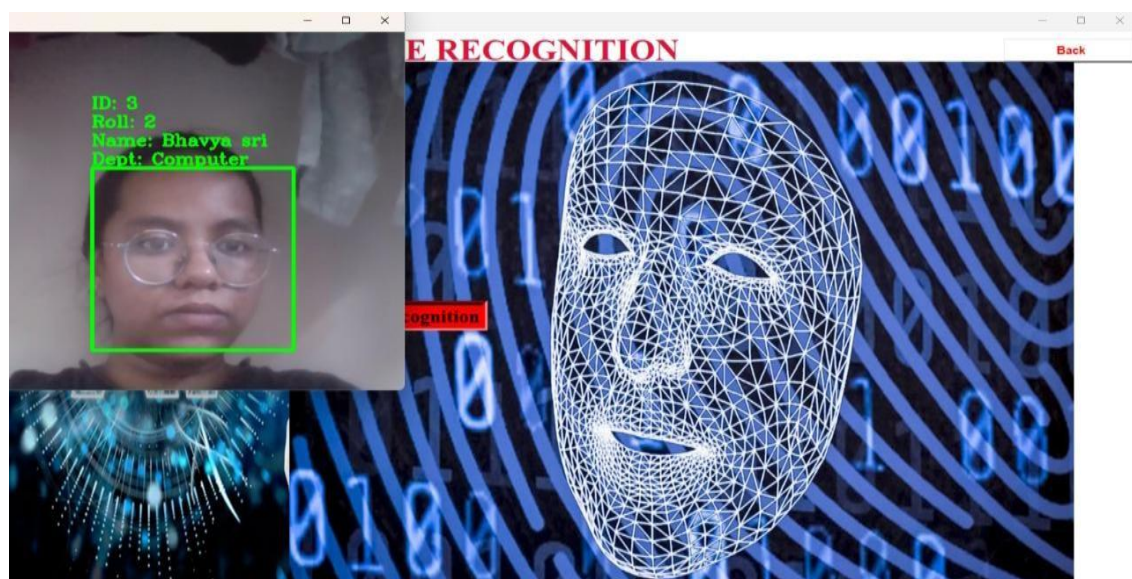 E RECOGNITION
Back
ID: 3
Roll: 2
Name: Bhavya sri
Dept: Computer
cognition